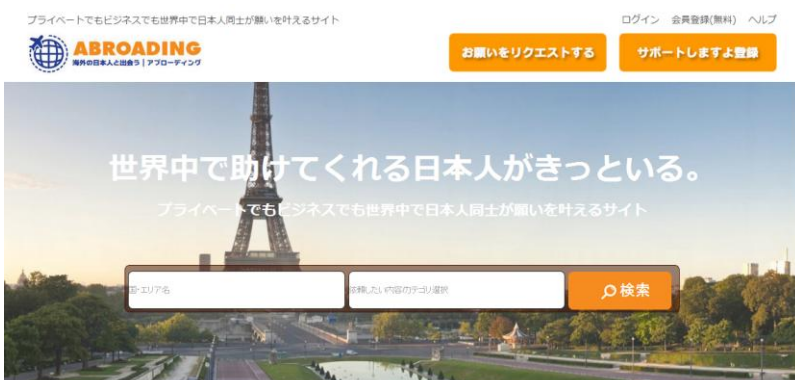 プライベートでもビジネスでも世界中で日本人同士が願いを叶えるサイト
ログイン 会員登録(無料) ヘルプ
ABROADING
海外の日本人と出会う | アブローディング
お願いをリクエストする
サポートしますよ登録
世界中で助けてくれる日本人がきっといる。
プライベートでもビジネスでも世界中で日本人同士が願いを叶えるサイト
国・エリア名
依頼したい内容のカテゴリ選択
検索